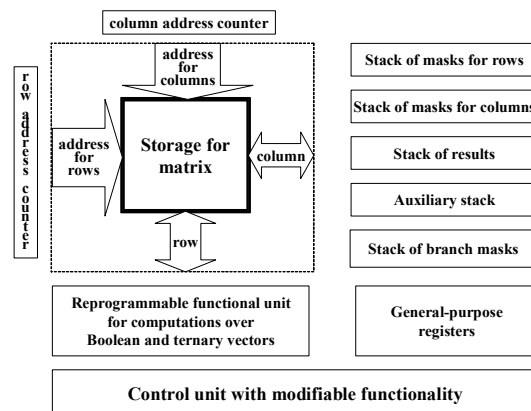 column address counter
row address counter
address
for
columns
address
for
rows
Storage for
matrix
column
row
Stack of masks for rows
Stack of masks for columns
Stack of results
Auxiliary stack
Stack of branch masks
Reprogrammable functional unit
for computations over
Boolean and ternary vectors
General-purpose
registers
Control unit with modifiable functionality